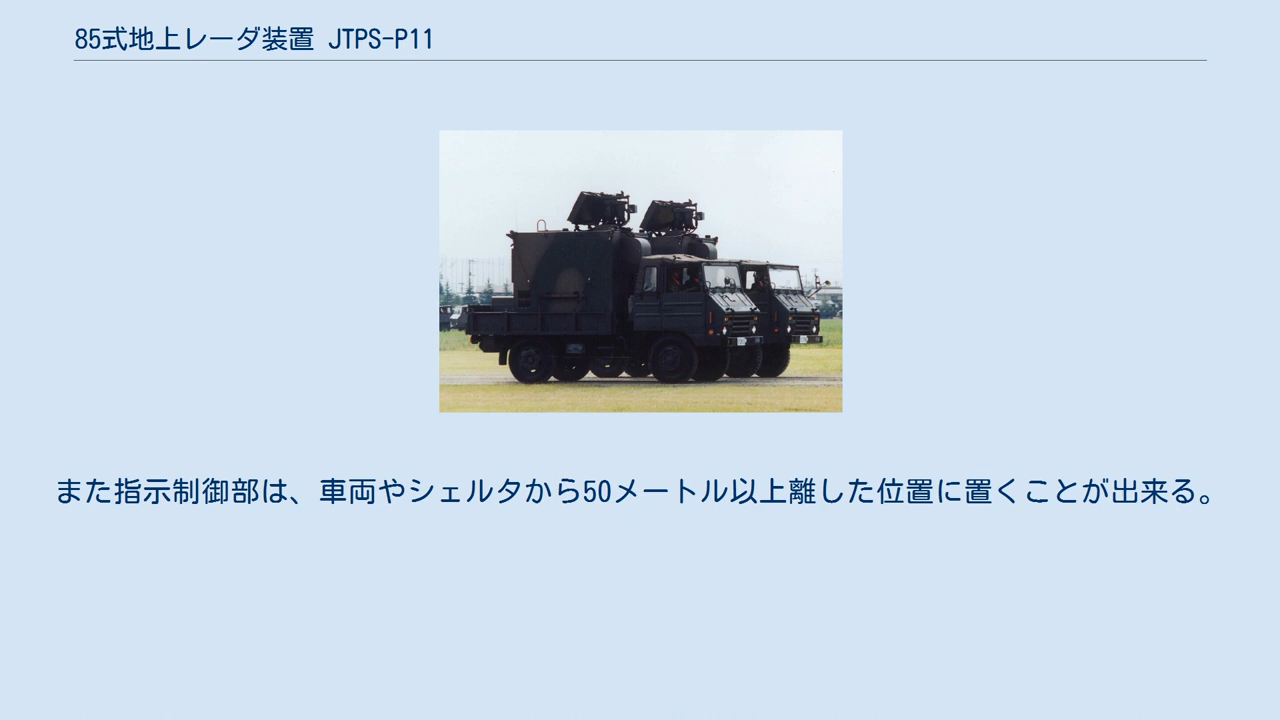 85式地上レーダ装置 JTPS-P11
また指示制御部は、車両やシェルタから50メートル以上離した位置に置くことが出来る。